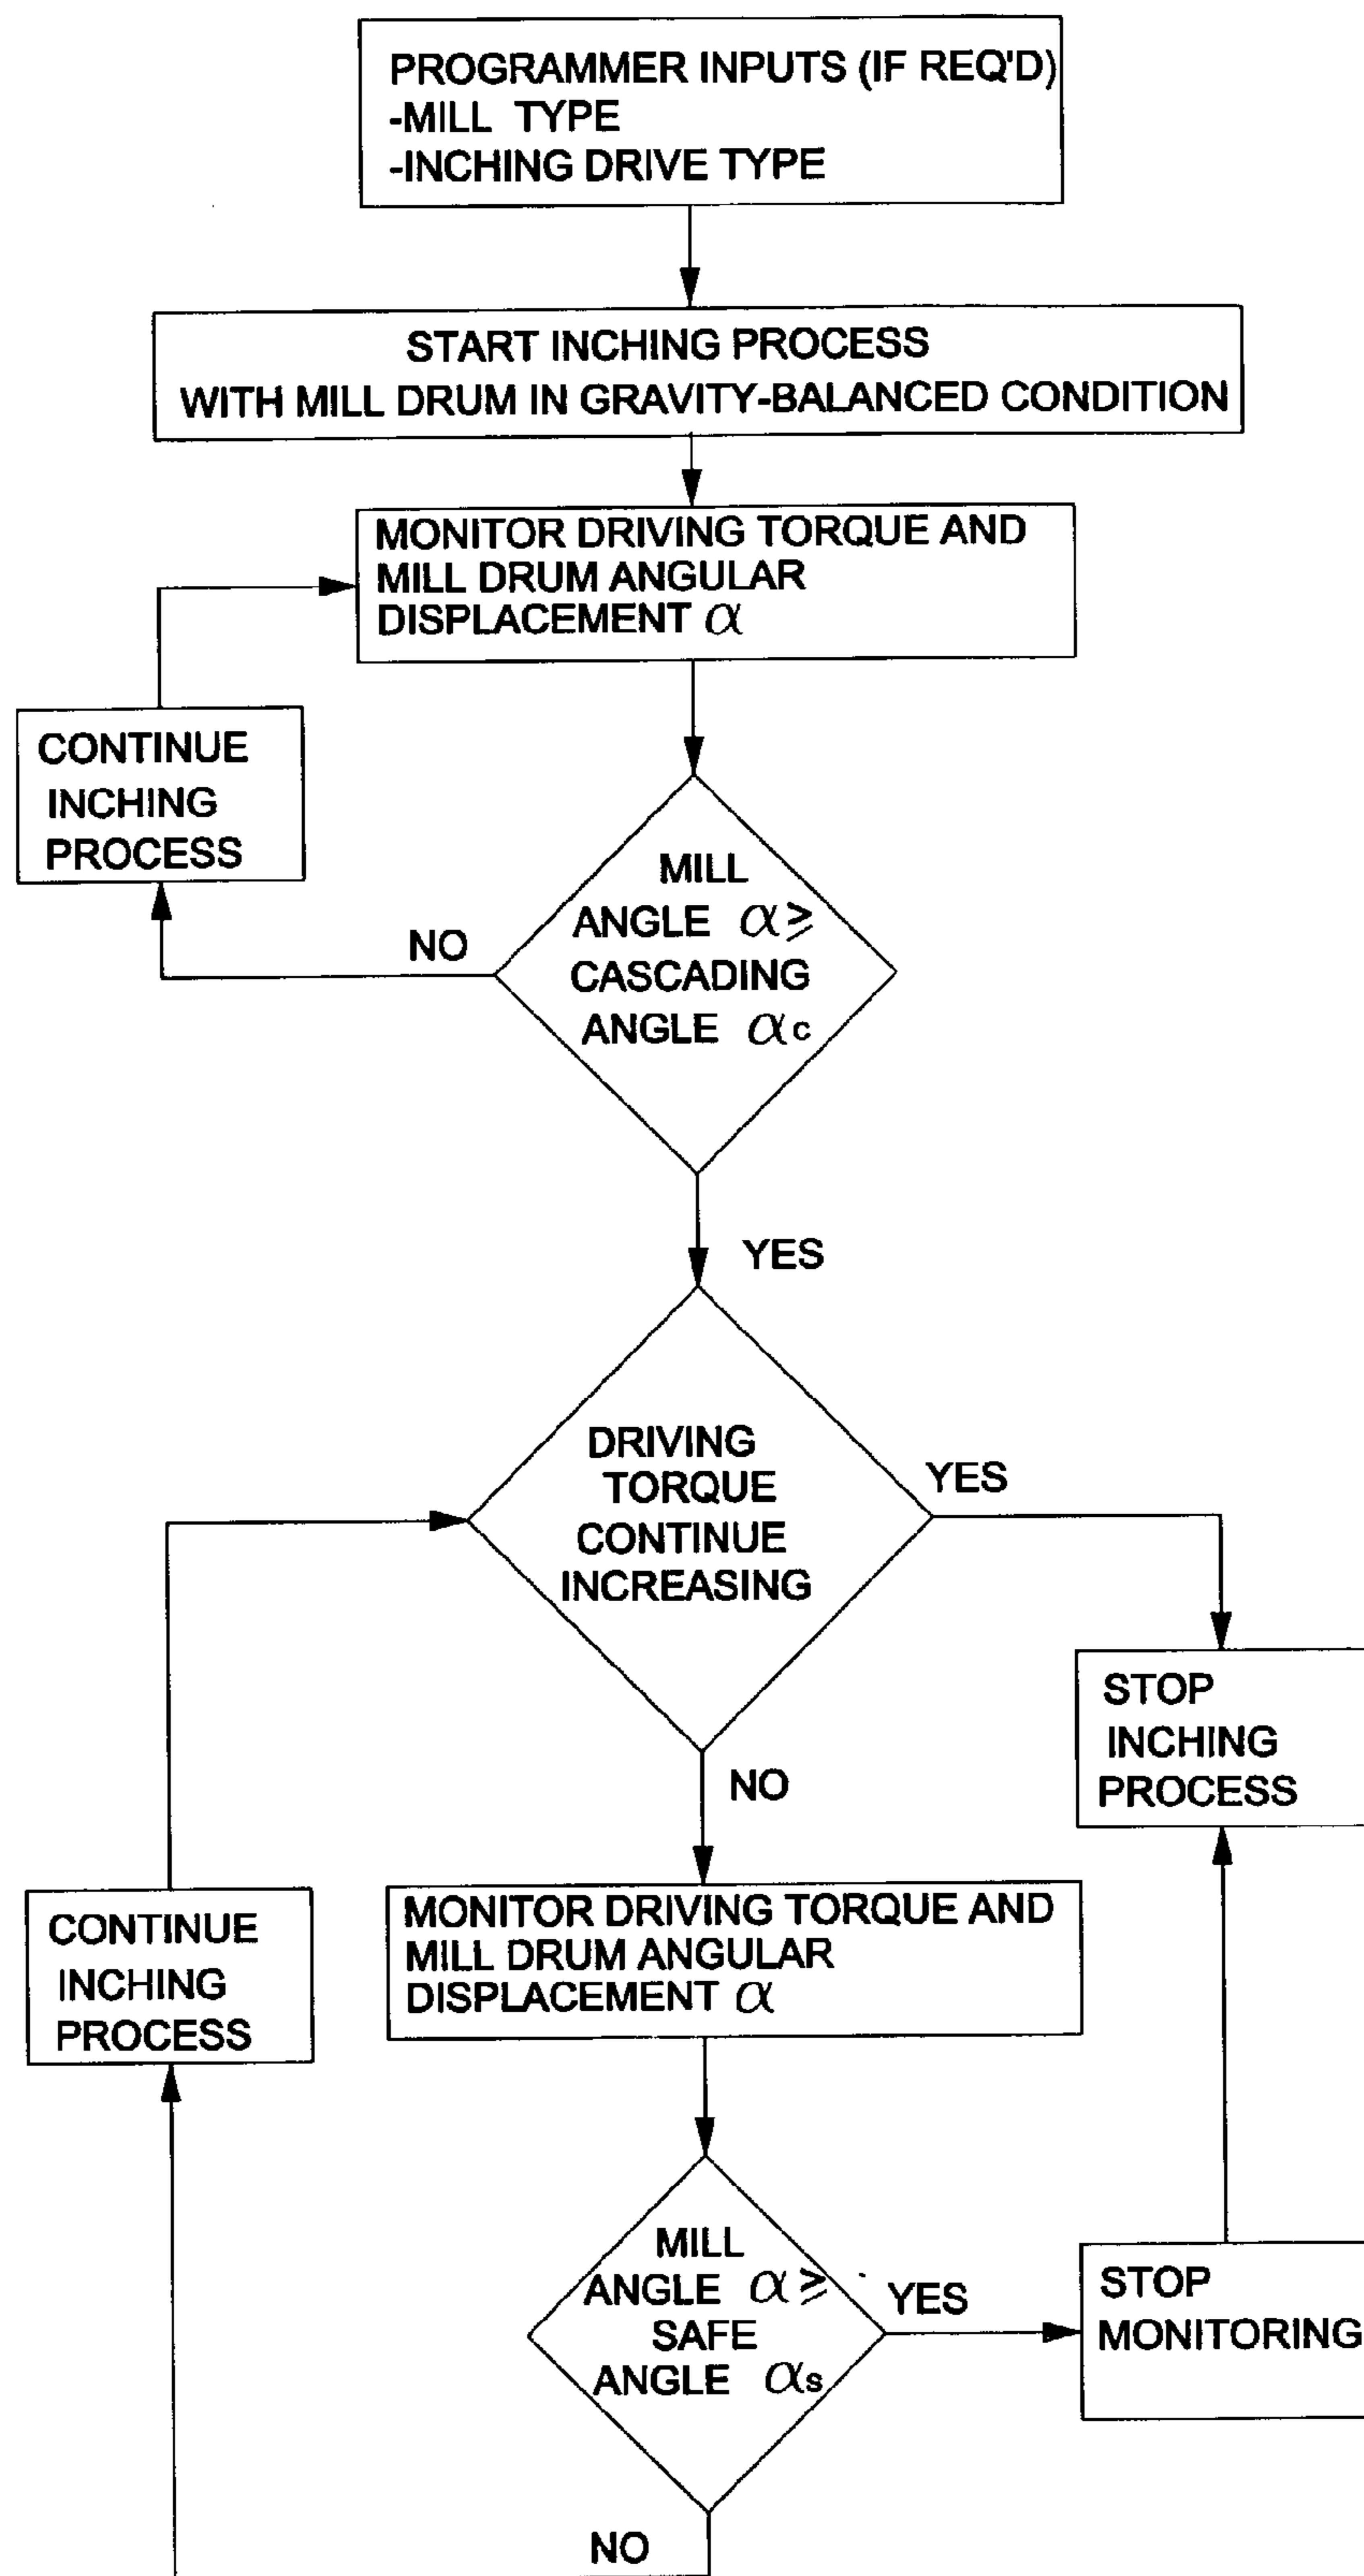 PROGRAMMER INPUTS (IF REQ'D)
-MILL TYPE
-INCHING DRIVE TYPE
START INCHING PROCESS
WITH MILL DRUM IN GRAVITY-BALANCED CONDITION
MONITOR DRIVING TORQUE AND
MILL DRUM ANGULAR
DISPLACEMENT α
CONTINUE
INCHING
PROCESS
MILL
ANGLE α ⩾
CASCADING
ANGLE αc
NO
YES
DRIVING
TORQUE
CONTINUE
INCREASING
YES
STOP
INCHING
PROCESS
NO
MONITOR DRIVING TORQUE AND
MILL DRUM ANGULAR
DISPLACEMENT α
CONTINUE
INCHING
PROCESS
MILL
ANGLE α ⩾
SAFE
ANGLE αs
YES
STOP
MONITORING
NO